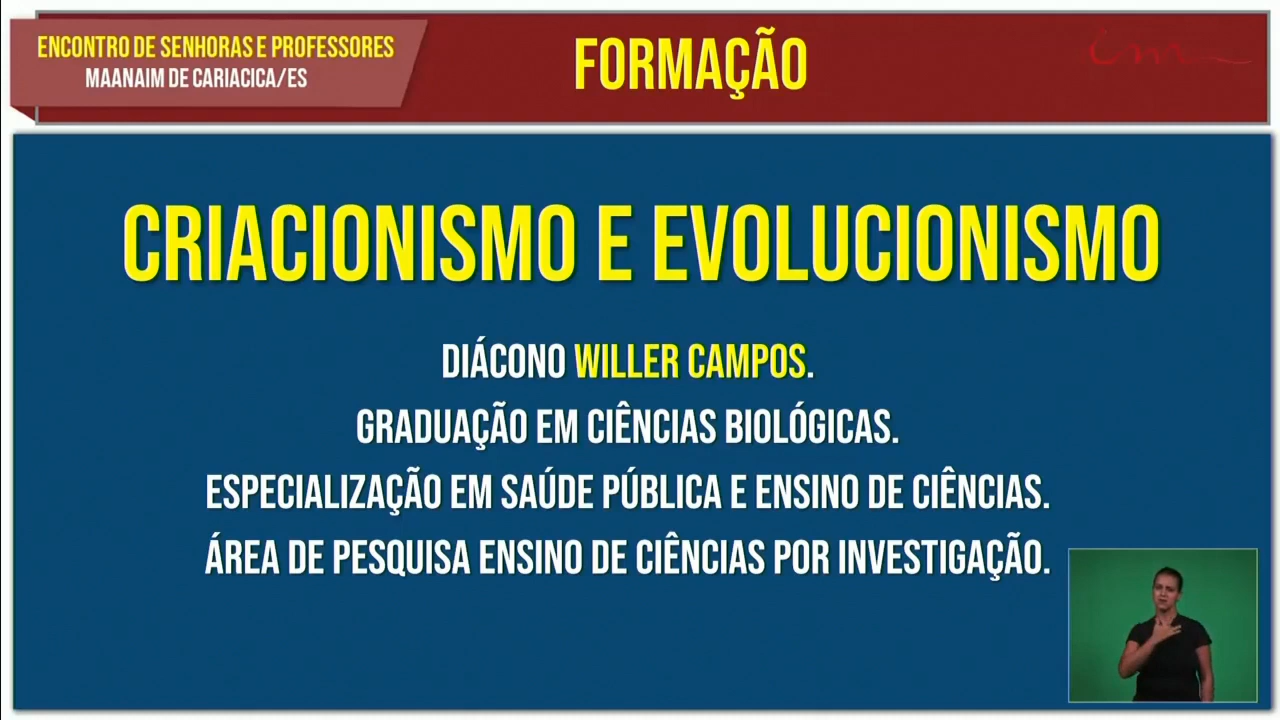 ENCONTRO DE SENHORAS E PROFESSORES
MAANAIM DE CARIACICA/ES
FORMAÇÃO
CRIACIONISMO E EVOLUCIONISMO
DIÁCONO WILLER CAMPOS.
GRADUAÇÃO EM CIÊNCIAS BIOLÓGICAS.
ESPECIALIZAÇÃO EM SAÚDE PÚBLICA E ENSINO DE CIÊNCIAS.
ÁREA DE PESQUISA ENSINO DE CIÊNCIAS POR INVESTIGAÇÃO.